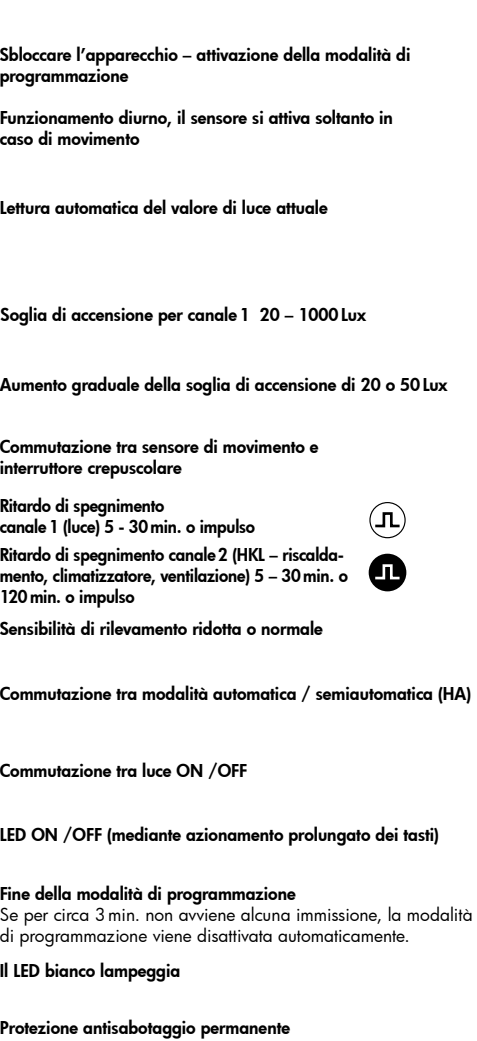 Sbloccare l'apparecchio – attivazione della modalità di
programmazione
Funzionamento diurno, il sensore si attiva soltanto in
caso di movimento
Lettura automatica del valore di luce attuale
Soglia di accensione per canale 1  20 – 1000 Lux
Aumento graduale della soglia di accensione di 20 o 50 Lux
Commutazione tra sensore di movimento e
interruttore crepuscolare
Ritardo di spegnimento
canale 1 (luce) 5 - 30 min. o impulso
Ritardo di spegnimento canale 2 (HKL – riscalda-
mento, climatizzatore, ventilazione) 5 – 30 min. o
120 min. o impulso
Sensibilità di rilevamento ridotta o normale
Commutazione tra modalità automatica / semiautomatica (HA)
Commutazione tra luce ON /OFF
LED ON /OFF (mediante azionamento prolungato dei tasti)
Fine della modalità di programmazione
Se per circa 3 min. non avviene alcuna immissione, la modalità
di programmazione viene disattivata automaticamente.
Il LED bianco lampeggia
Protezione antisabotaggio permanente